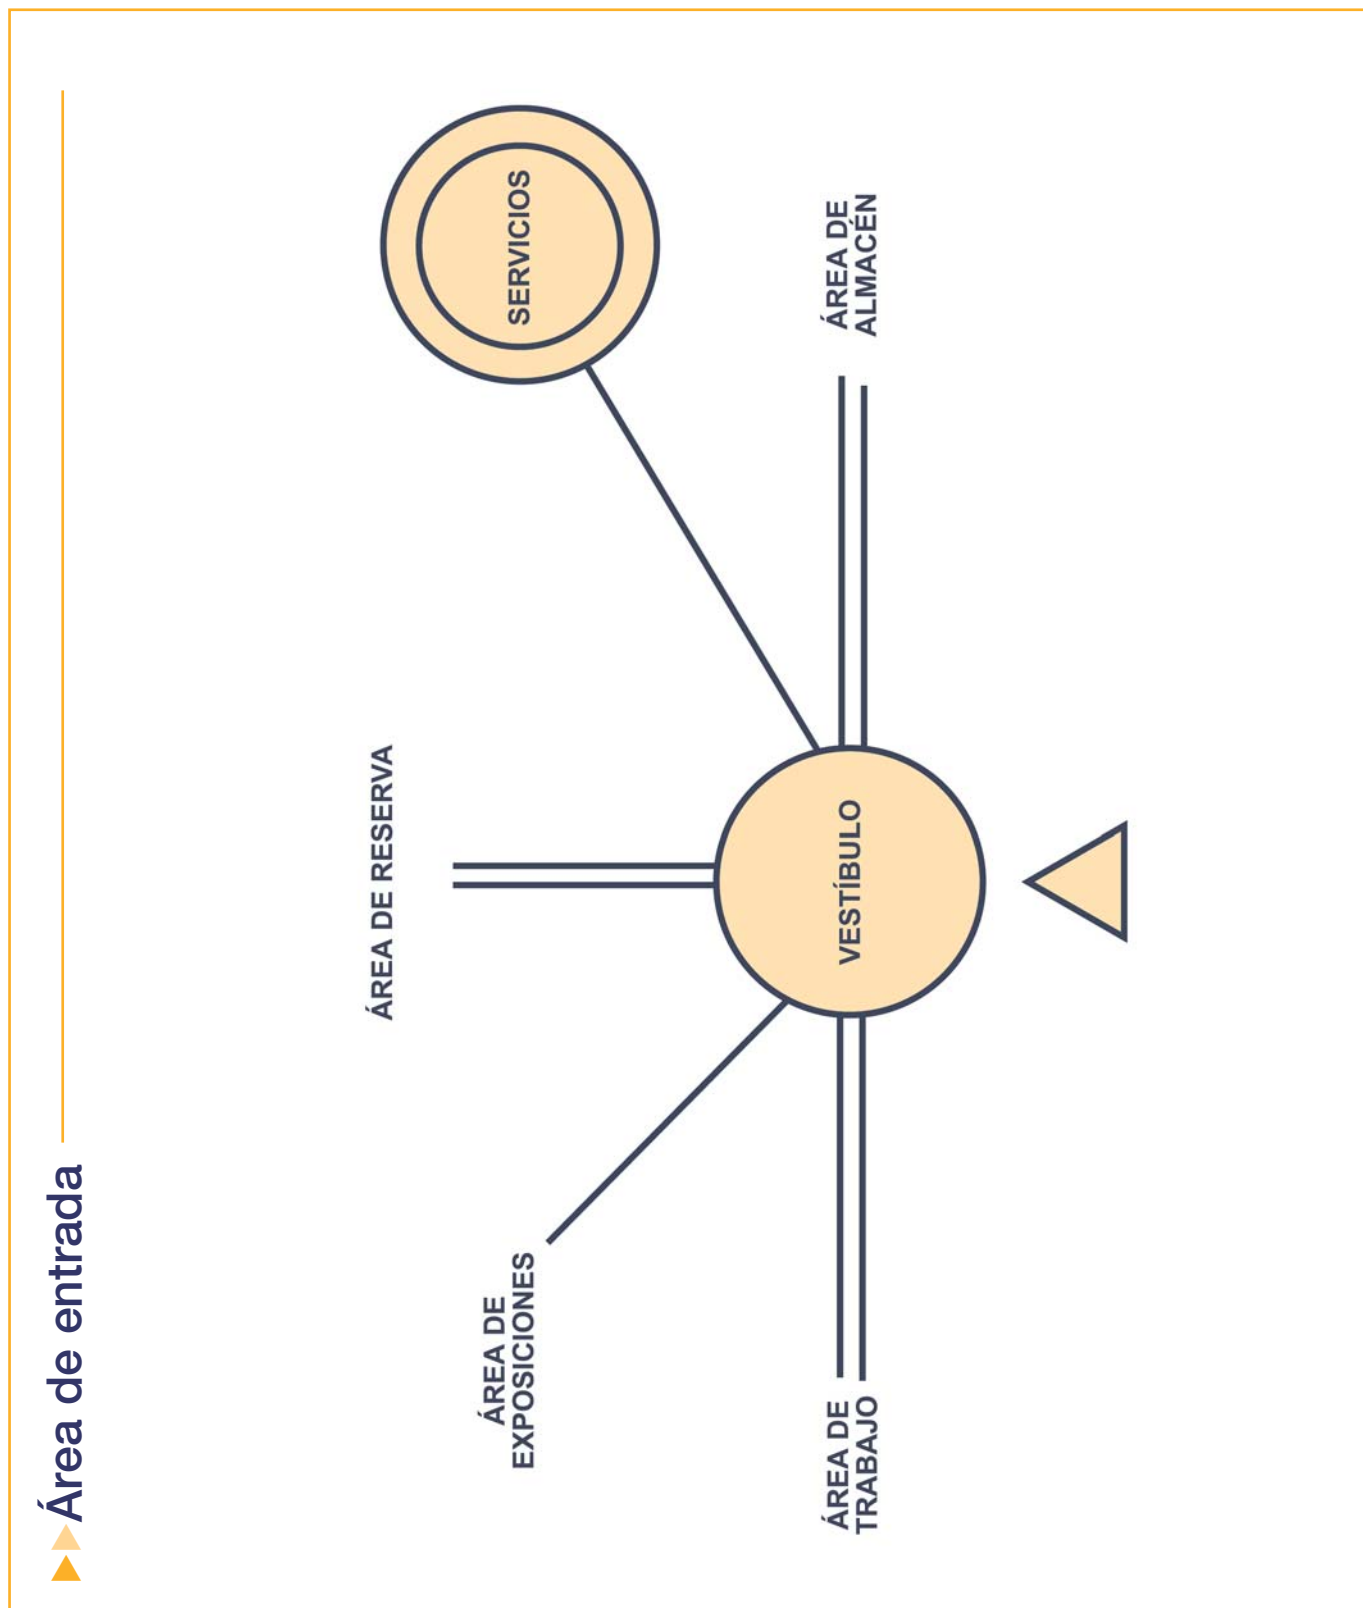 Área de entrada
ÁREA DE
EXPOSICIONES
ÁREA DE RESERVA
SERVICIOS
ÁREA DE
TRABAJO
VESTÍBULO
ÁREA DE
ALMACÉN